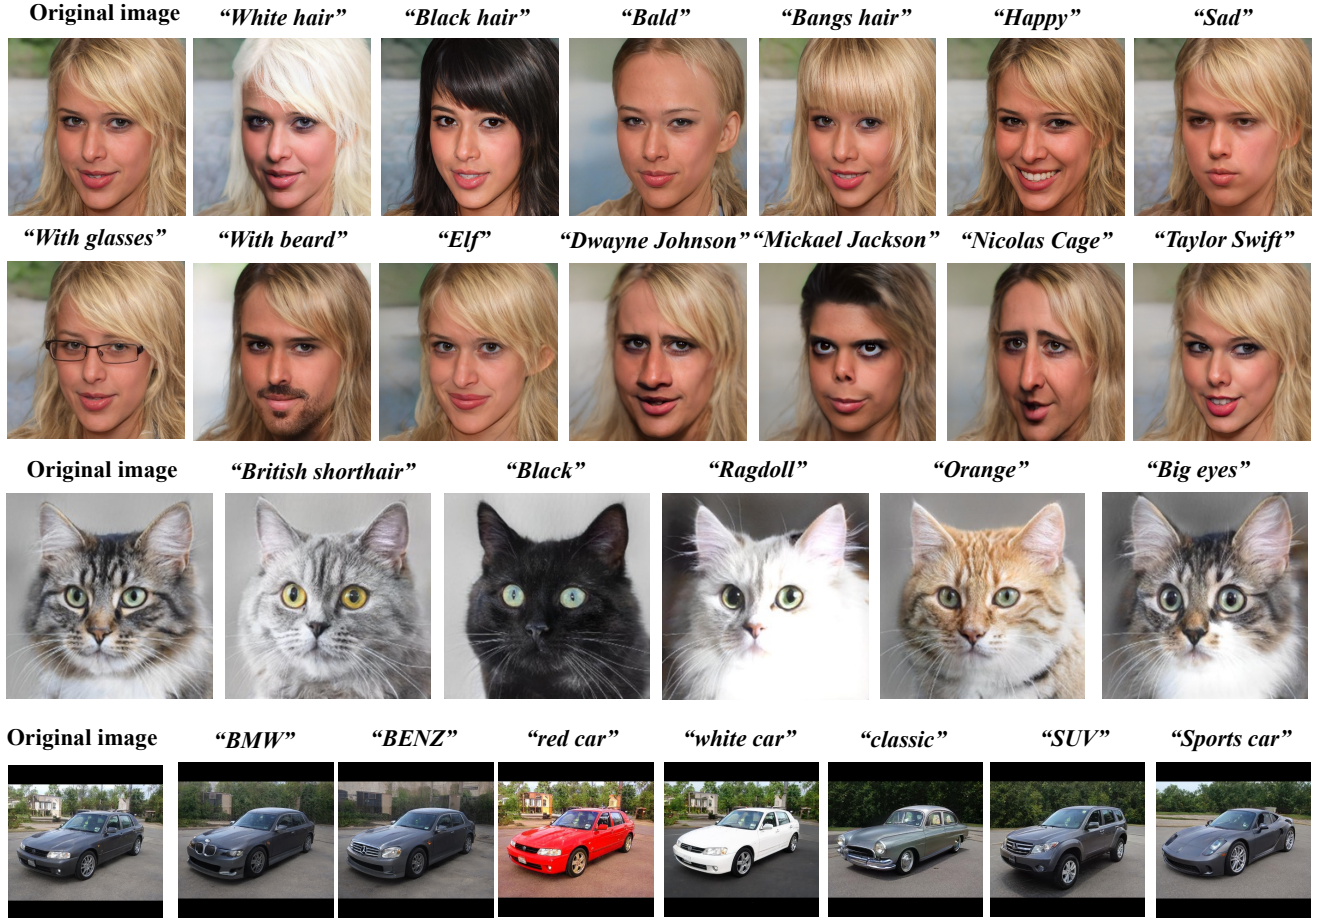 Original image “White hair” “Black hair” “Bald” “Bangs hair” “Happy” “Sad”
“With glasses” “With beard” “Elf” “Dwayne Johnson” “Mickael Jackson” “Nicolas Cage” “Taylor Swift”
Original image “British shorthair” “Black” “Ragdoll” “Orange” “Big eyes”
Original image “BMW” “BENZ” “red car” “white car” “classic” “SUV” “Sports car”